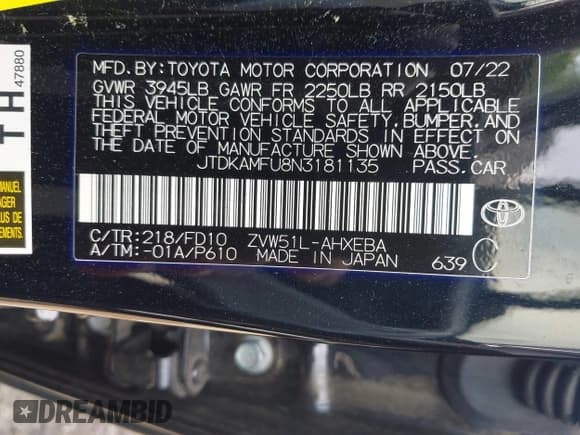 TH
47880
MFD.BY:TOYOTA MOTOR CORPORATION 07/22
GVWR 3945LB GAWR FR 2250LB RR 2150LB
THIS VEHICLE CONFORMS TO ALL APPLICABLE
FEDERAL MOTOR VEHICLE SAFETY, BUMPER, AND
THEFT PREVENTION STANDARDS IN EFFECT ON
THE DATE OF MANUFACTURE SHOWN ABOVE.
JTDKAMFU8N3181135 PASS.CAR
C/TR:218/FD10 ZVW51L-AHXEBA
A/TM:-01A/P610 MADE IN JAPAN 639 C
MANUEL
AGER
US DE
DREAMBID